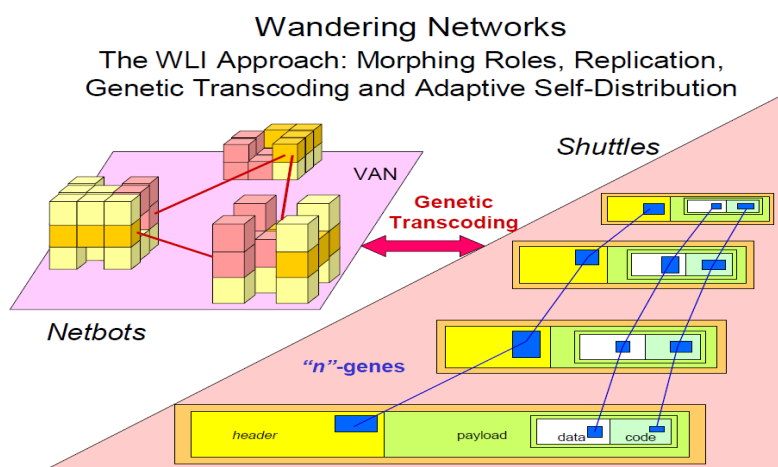 Wandering Networks
The WLI Approach: Morphing Roles, Replication,
Genetic Transcoding and Adaptive Self-Distribution
Shuttles
VAN
Genetic
Transcoding
Netbots
“n”-genes
header
payload
data
code